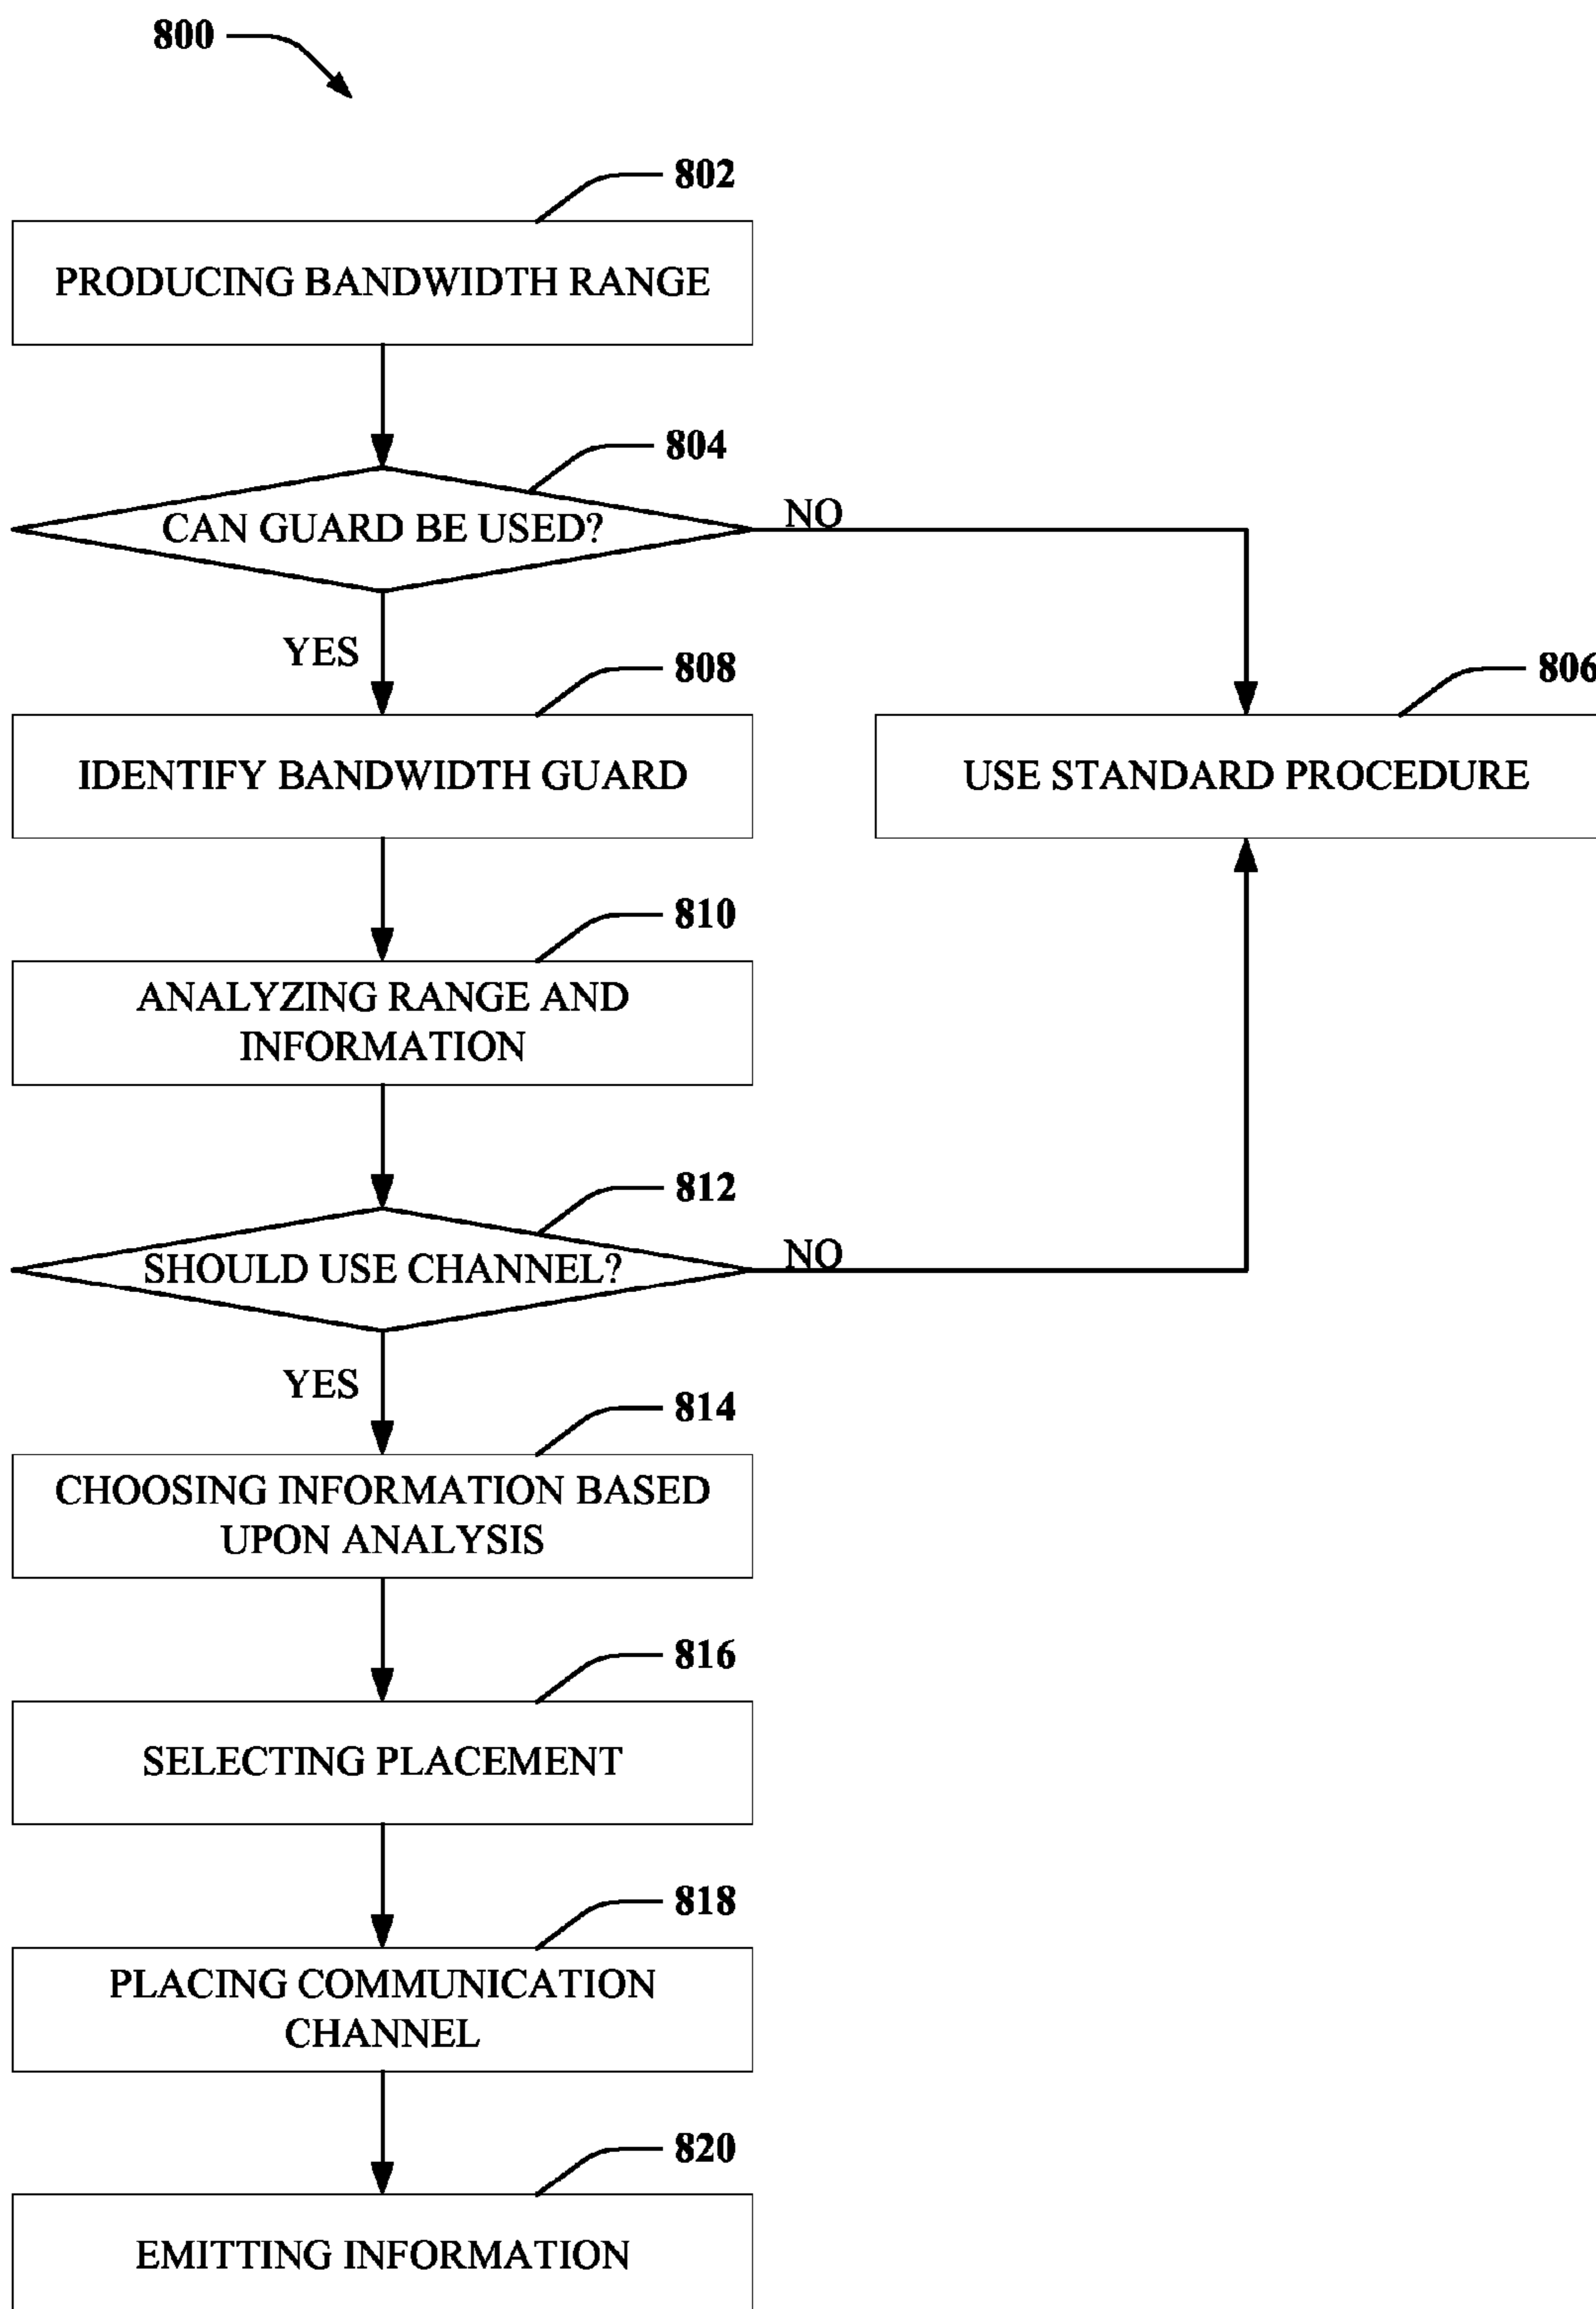 800
802
PRODUCING BANDWIDTH RANGE
804
CAN GUARD BE USED?
NO
YES
808
806
IDENTIFY BANDWIDTH GUARD
USE STANDARD PROCEDURE
810
ANALYZING RANGE AND
INFORMATION
812
SHOULD USE CHANNEL?
NO
YES
814
CHOOSING INFORMATION BASED
UPON ANALYSIS
816
SELECTING PLACEMENT
818
PLACING COMMUNICATION
CHANNEL
820
EMITTING INFORMATION